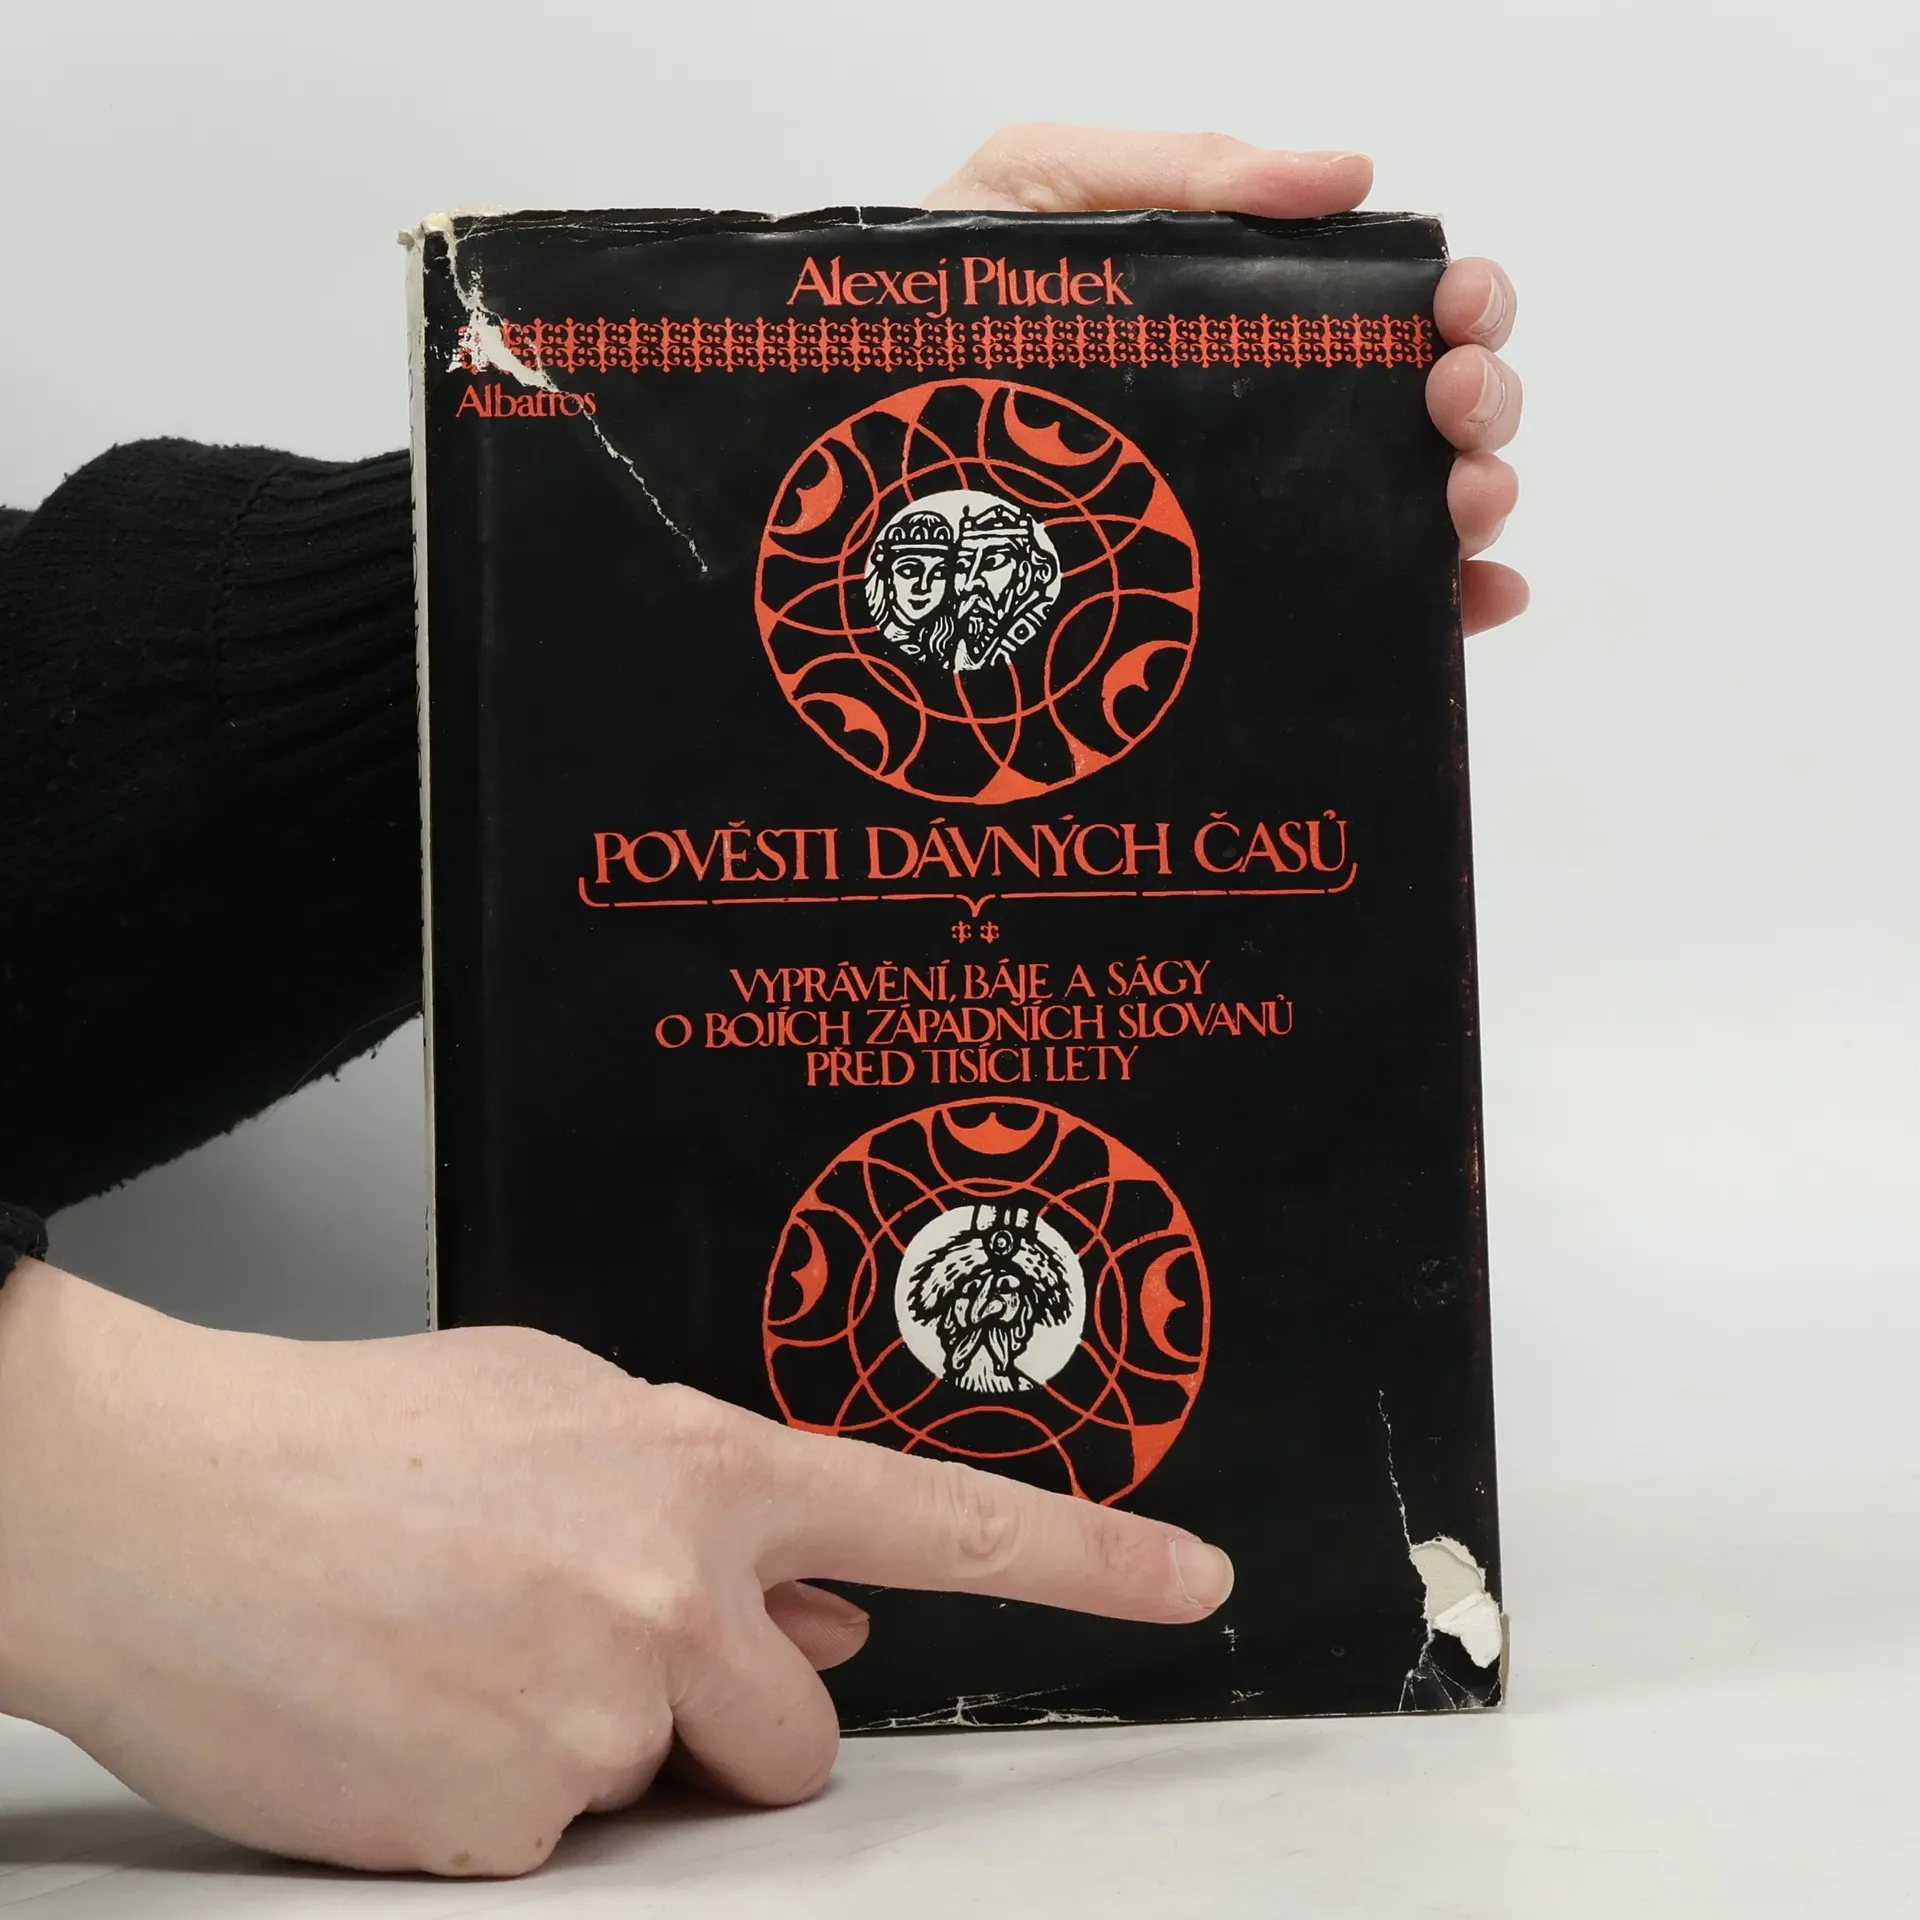 Alexej Pludek
Albatros
POVĚSTI DÁVNÝCH ČASŮ
VYPRÁVĚNÍ, BÁJE A SÁGY
O BOJÍCH ZÁPADNÍCH SLOVANŮ
PŘED TISÍCI LETY